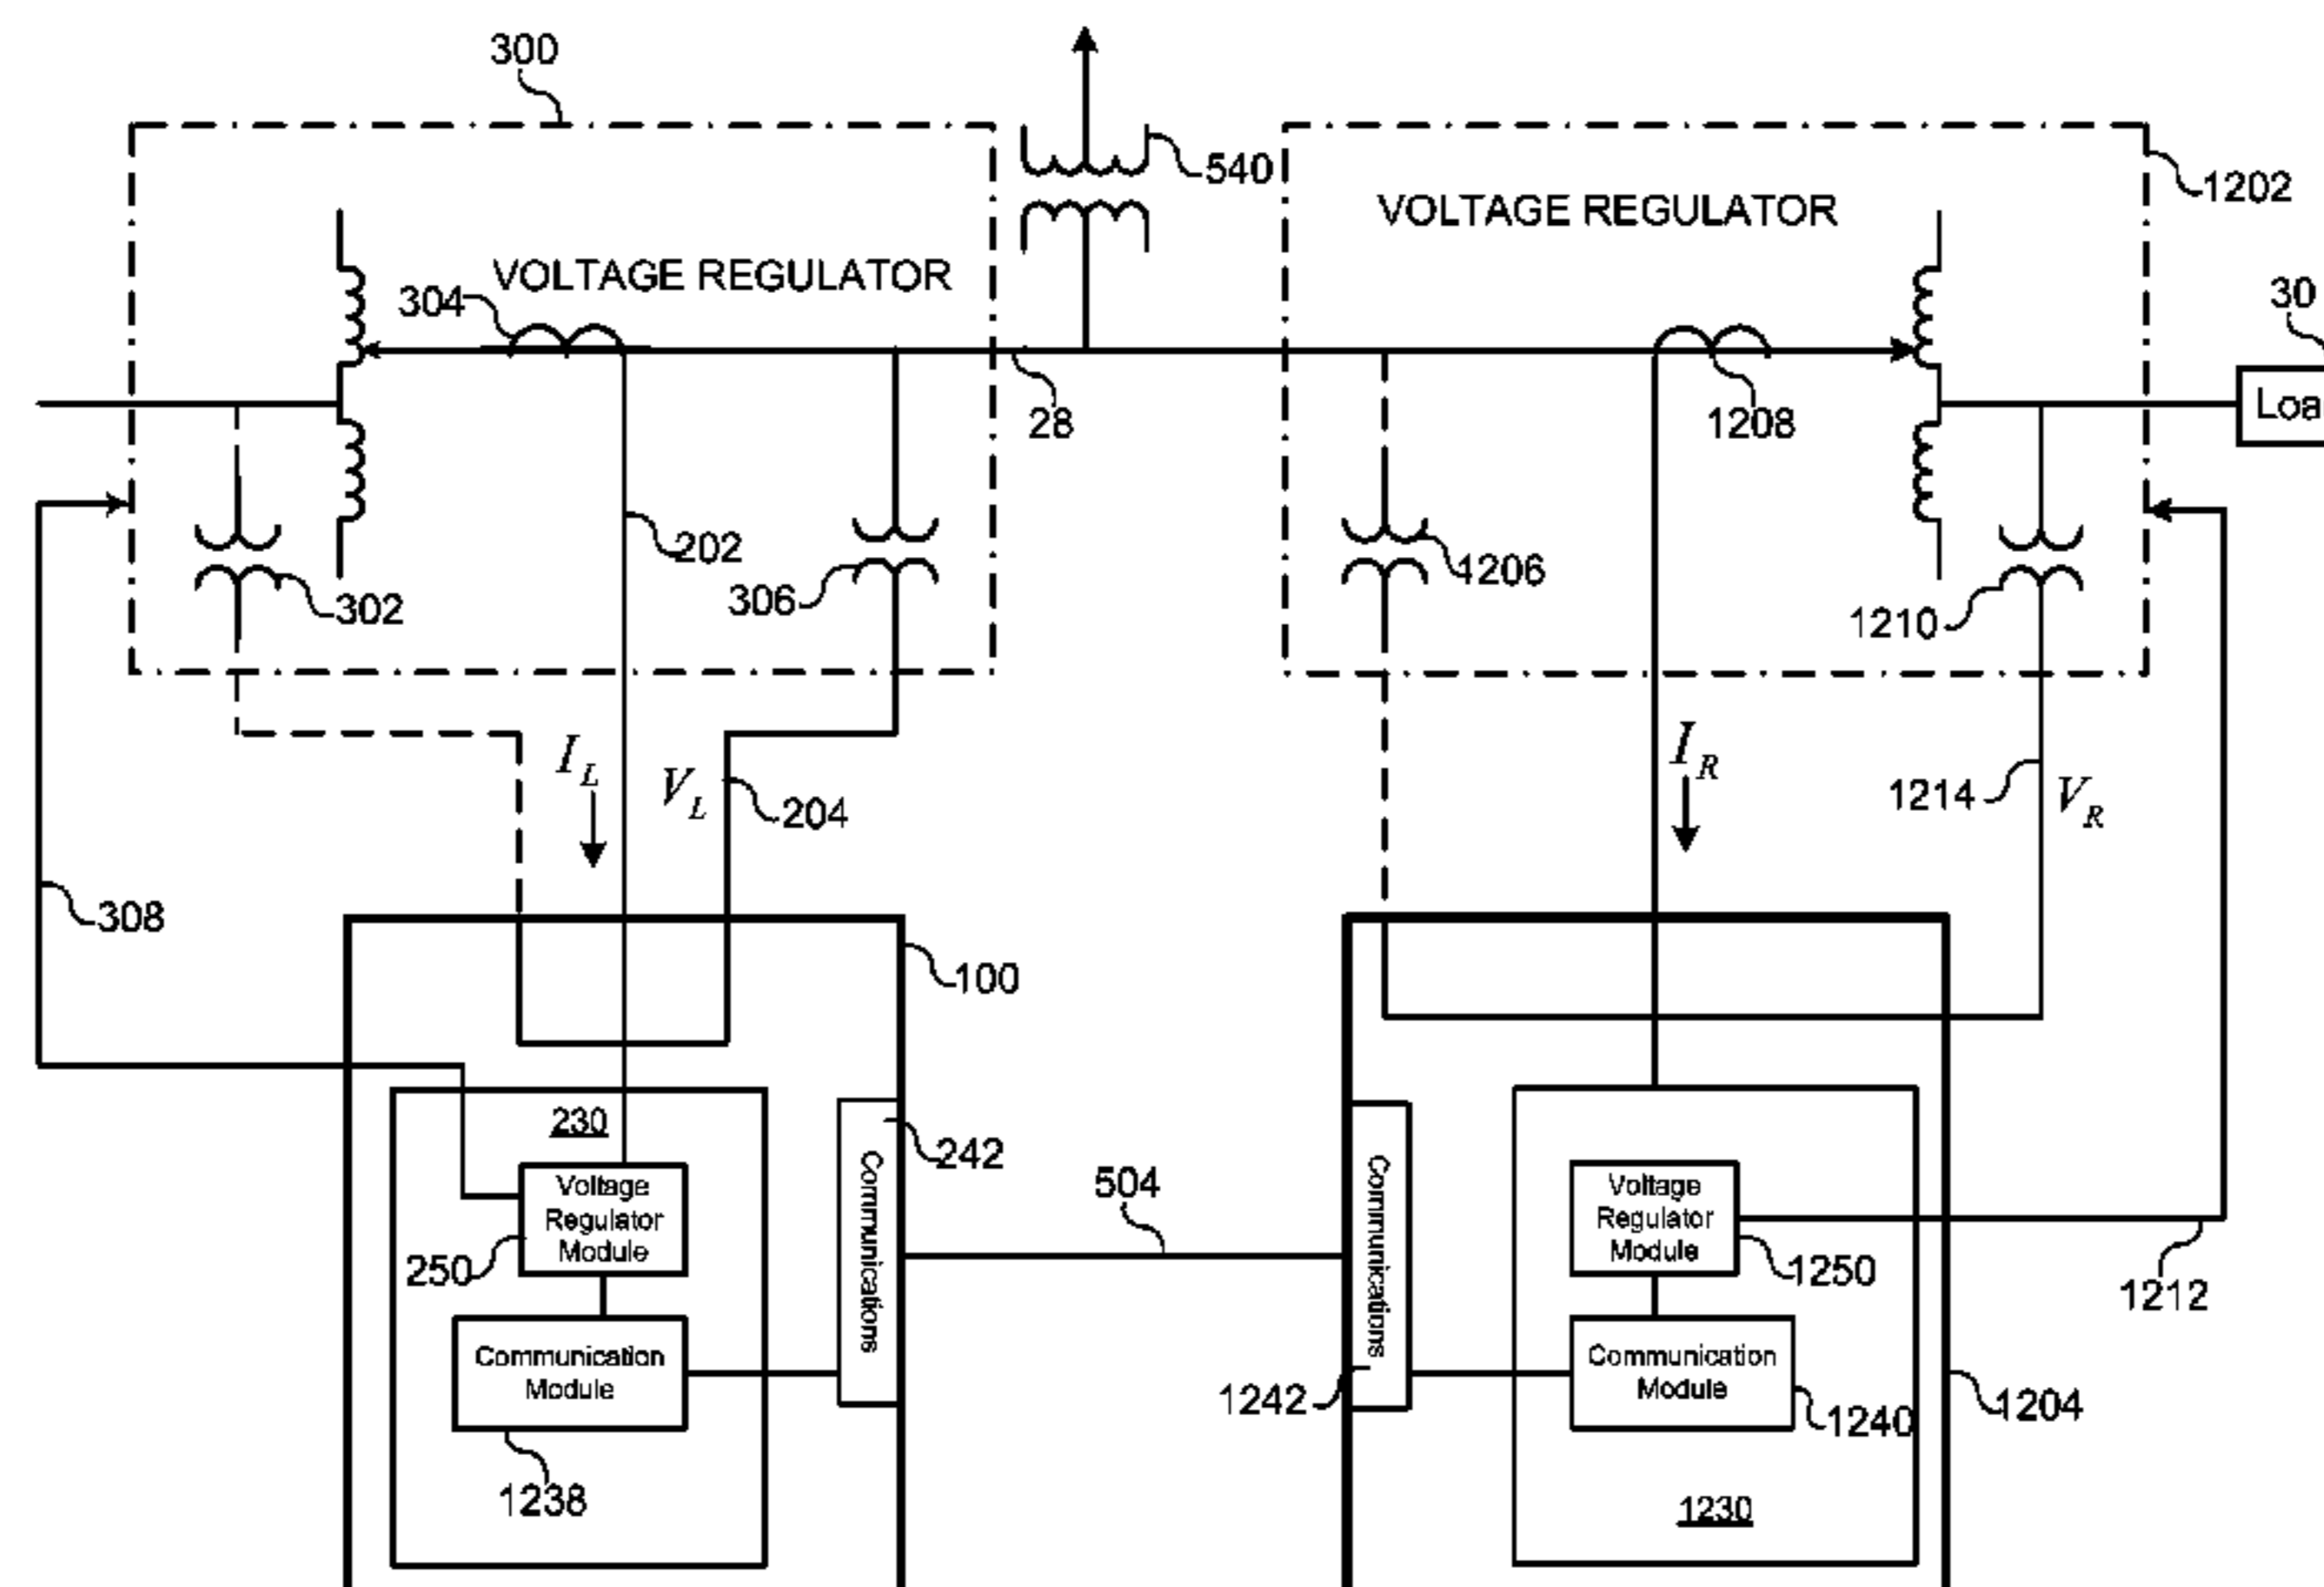 300
540
1202
VOLTAGE REGULATOR
VOLTAGE REGULATOR
304
30
28
1208
Loa
202
306
302
1206
1210
I_L
V_L
204
I_R
1214
V_R
308
100
230
242
Communications
504
Communications
Voltage
Regulator
Module
250
Voltage
Regulator
Module
1250
1212
Communication
Module
1242
Communication
Module
1240
1204
1238
1230